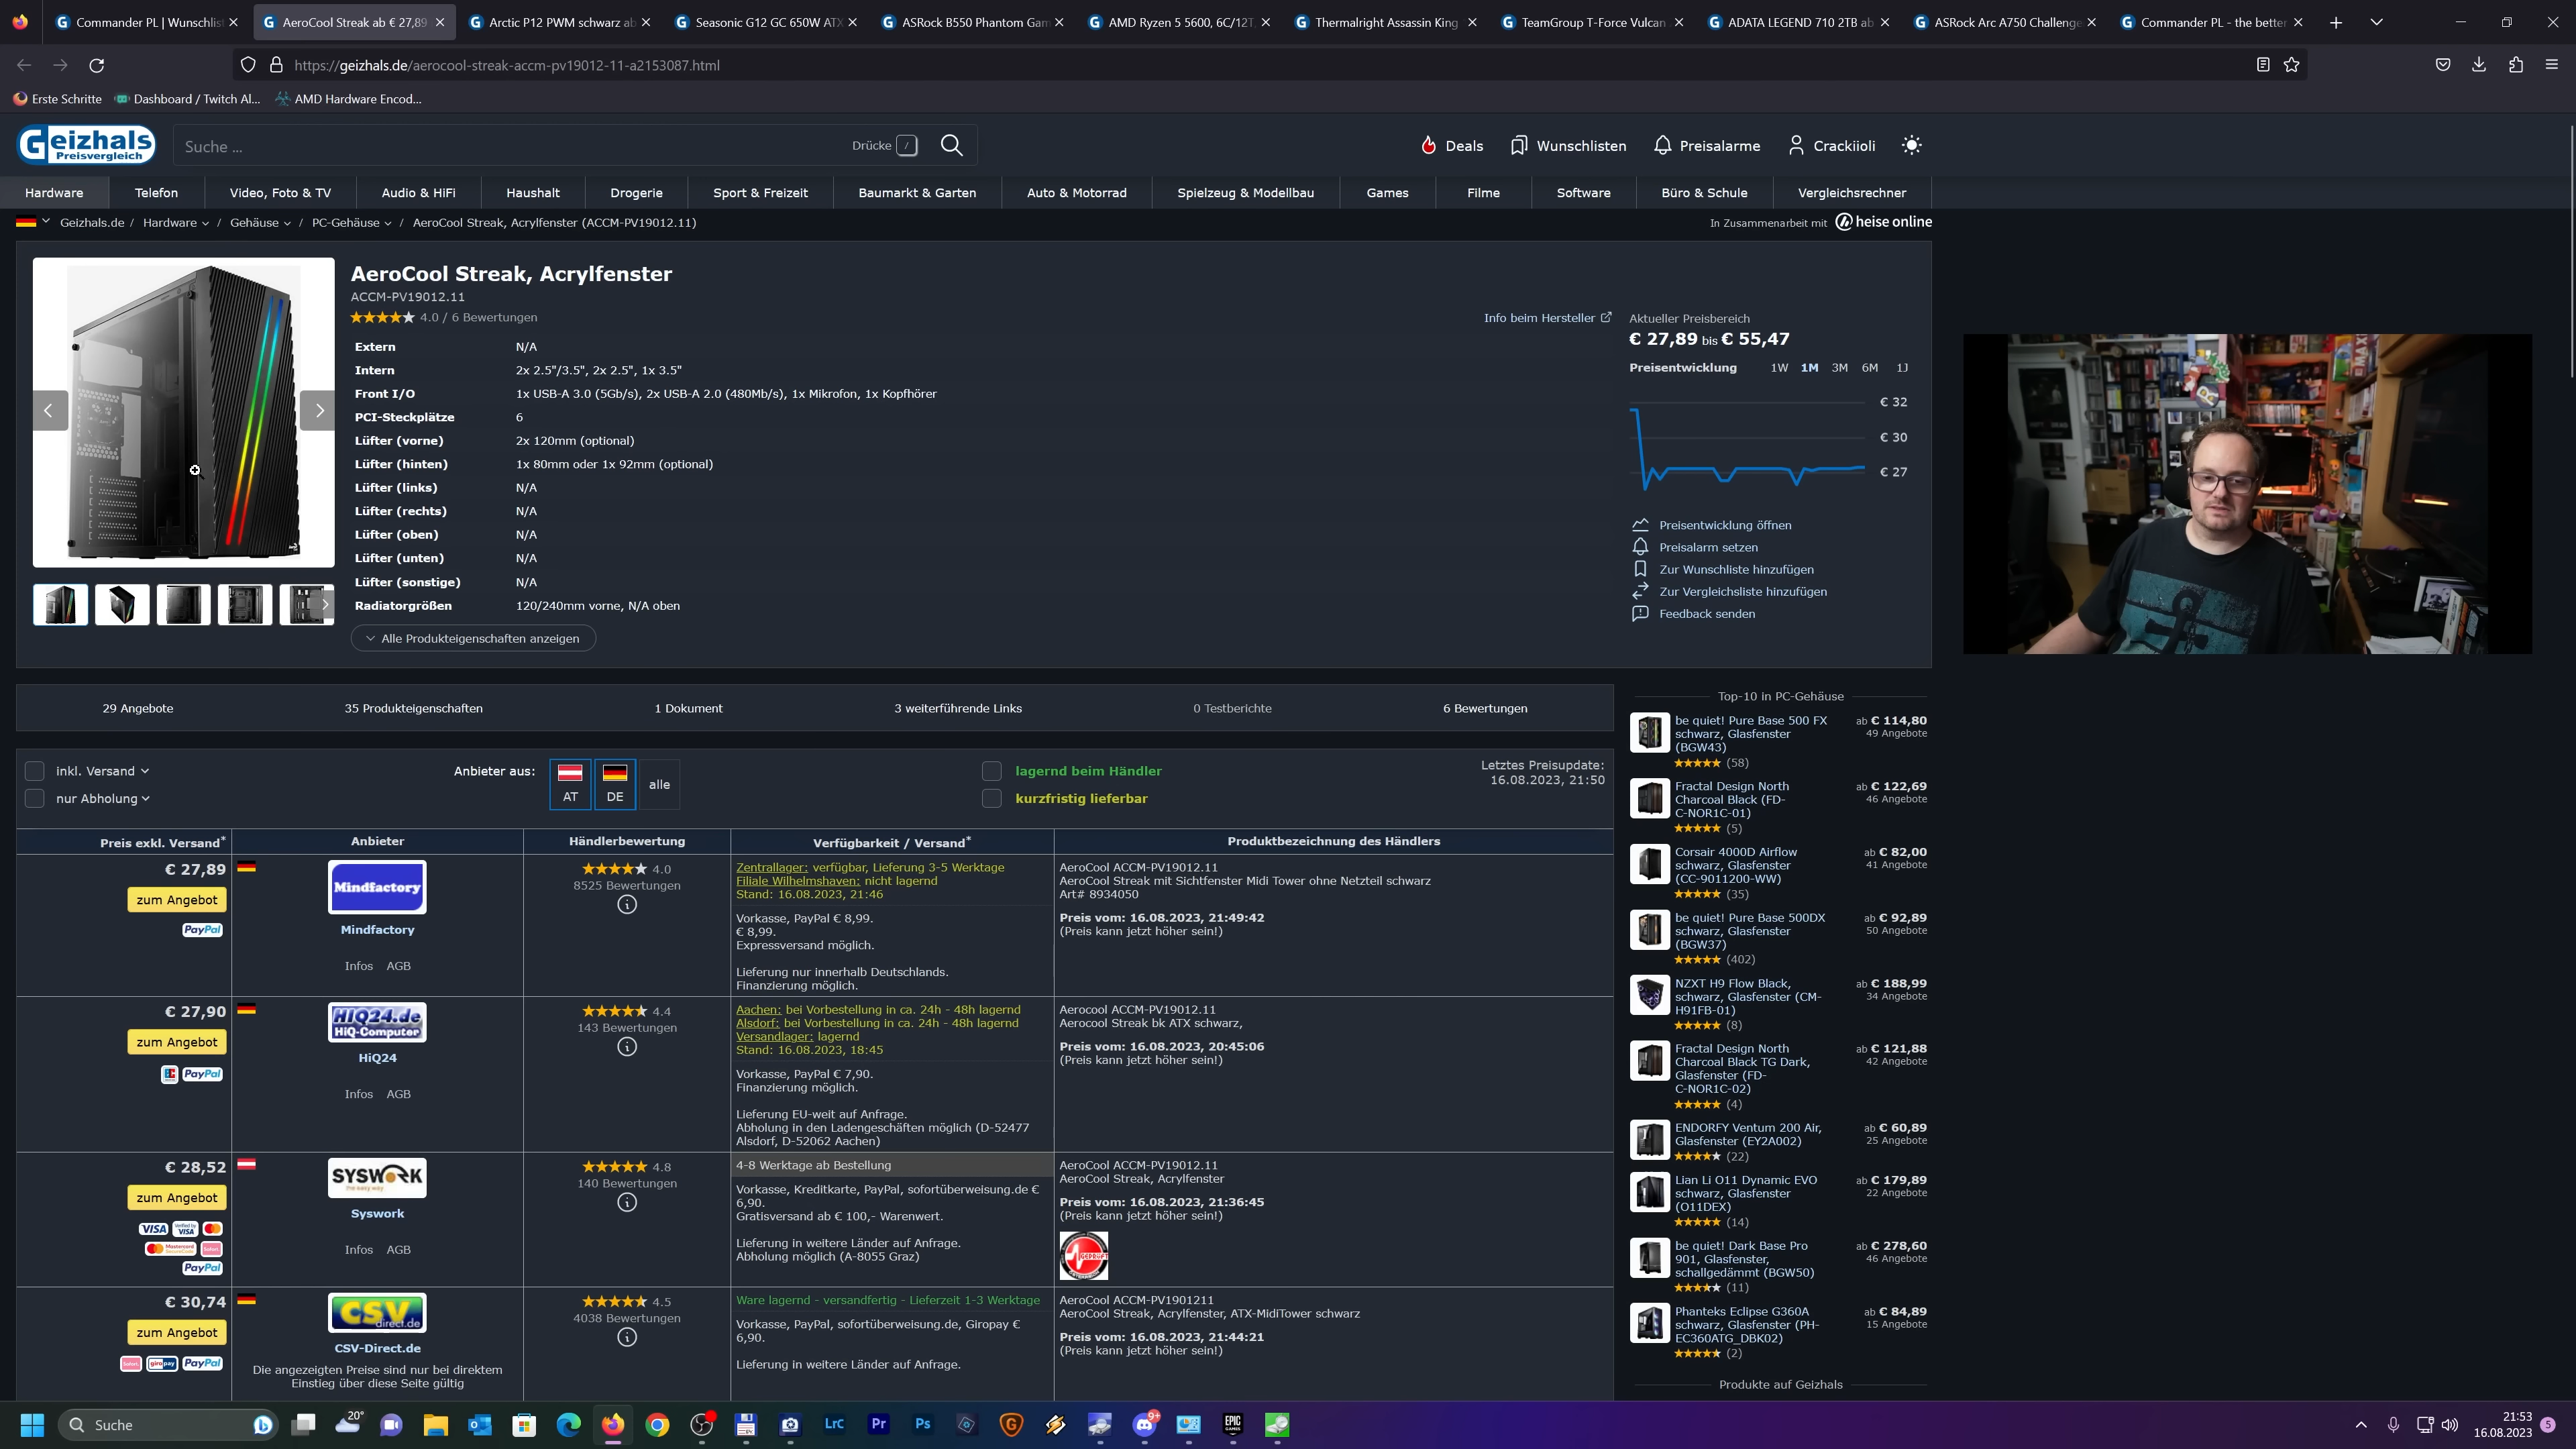 Commander PL | Wunschlis
AeroCool Streak ab € 27,89
Arctic P12 PWM schwarz ab
Seasonic G12 GC 650W ATX
ASRock B550 Phantom Gam
AMD Ryzen 5 5600, 6C/12T,
Thermalright Assassin King
TeamGroup T-Force Vulcan
ADATA LEGEND 710 2TB ab
ASRock Arc A750 Challenge
Commander PL - the better
https://geizhals.de/aerocool-streak-accm-pv19012-11-a2153087.html
Erste Schritte
Dashboard / Twitch Al...
AMD Hardware Encod...
Geizhals
Preisvergleich
Suche ...
Drücke /
Deals
Wunschlisten
Preisalarme
Crackiioli
Hardware
Telefon
Video, Foto & TV
Audio & HiFi
Haushalt
Drogerie
Sport & Freizeit
Baumarkt & Garten
Auto & Motorrad
Spielzeug & Modellbau
Games
Filme
Software
Büro & Schule
Vergleichsrechner
Geizhals.de / Hardware / Gehäuse / PC-Gehäuse / AeroCool Streak, Acrylfenster (ACCM-PV19012.11)
In Zusammenarbeit mit heise online
AeroCool Streak, Acrylfenster
ACCM-PV19012.11
4.0 / 6 Bewertungen
Info beim Hersteller
Extern N/A
Intern 2x 2.5"/3.5", 2x 2.5", 1x 3.5"
Front I/O 1x USB-A 3.0 (5Gb/s), 2x USB-A 2.0 (480Mb/s), 1x Mikrofon, 1x Kopfhörer
PCI-Steckplätze 6
Lüfter (vorne) 2x 120mm (optional)
Lüfter (hinten) 1x 80mm oder 1x 92mm (optional)
Lüfter (links) N/A
Lüfter (rechts) N/A
Lüfter (oben) N/A
Lüfter (unten) N/A
Lüfter (sonstige) N/A
Radiatorgrößen 120/240mm vorne, N/A oben
Alle Produkteigenschaften anzeigen
Aktueller Preisbereich
€ 27,89 bis € 55,47
Preisentwicklung 1W 1M 3M 6M 1J
€ 32
€ 30
€ 27
Preisentwicklung öffnen
Preisalarm setzen
Zur Wunschliste hinzufügen
Zur Vergleichsliste hinzufügen
Feedback senden
29 Angebote
35 Produkteigenschaften
1 Dokument
3 weiterführende Links
0 Testberichte
6 Bewertungen
inkl. Versand
nur Abholung
Anbieter aus:
AT
DE
alle
lagernd beim Händler
kurzfristig lieferbar
Letztes Preisupdate:
16.08.2023, 21:50
Preis exkl. Versand*
Anbieter
Händlerbewertung
Verfügbarkeit / Versand*
Produktbezeichnung des Händlers
€ 27,89
zum Angebot
PayPal
Mindfactory
Mindfactory
Infos AGB
4.0
8525 Bewertungen
Zentrallager: verfügbar, Lieferung 3-5 Werktage
Filiale Wilhelmshaven: nicht lagernd
Stand: 16.08.2023, 21:46
Vorkasse, PayPal € 8,99.
€ 8,99.
Expressversand möglich.
Lieferung nur innerhalb Deutschlands.
Finanzierung möglich.
AeroCool ACCM-PV19012.11
AeroCool Streak mit Sichtfenster Midi Tower ohne Netzteil schwarz
Art# 8934050
Preis vom: 16.08.2023, 21:49:42
(Preis kann jetzt höher sein!)
€ 27,90
zum Angebot
PayPal
HIQ24.de
HiQ-Computer
HiQ24
Infos AGB
4.4
143 Bewertungen
Aachen: bei Vorbestellung in ca. 24h - 48h lagernd
Alsdorf: bei Vorbestellung in ca. 24h - 48h lagernd
Versandlager: lagernd
Stand: 16.08.2023, 18:45
Vorkasse, PayPal € 7,90.
Finanzierung möglich.
Lieferung EU-weit auf Anfrage.
Abholung in den Ladengeschäften möglich (D-52477
Alsdorf, D-52062 Aachen)
Aerocool ACCM-PV19012.11
Aerocool Streak bk ATX schwarz,
Preis vom: 16.08.2023, 20:45:06
(Preis kann jetzt höher sein!)
€ 28,52
zum Angebot
VISA
PayPal
SYSWORK
the easy way
Syswork
Infos AGB
4.8
140 Bewertungen
4-8 Werktage ab Bestellung
Vorkasse, Kreditkarte, PayPal, sofortüberweisung.de €
6,90.
Gratisversand ab € 100,- Warenwert.
Lieferung in weitere Länder auf Anfrage.
Abholung möglich (A-8055 Graz)
AeroCool ACCM-PV19012.11
AeroCool Streak, Acrylfenster
Preis vom: 16.08.2023, 21:36:45
(Preis kann jetzt höher sein!)
€ 30,74
zum Angebot
giropay
PayPal
CSV
direct.de
CSV-Direct.de
Die angezeigten Preise sind nur bei direktem
Einstieg über diese Seite gültig
4.5
4038 Bewertungen
Ware lagernd - versandfertig - Lieferzeit 1-3 Werktage
Vorkasse, PayPal, sofortüberweisung.de, Giropay €
6,90.
Lieferung in weitere Länder auf Anfrage.
AeroCool ACCM-PV1901211
AeroCool Streak, Acrylfenster, ATX-MidiTower schwarz
Preis vom: 16.08.2023, 21:44:21
(Preis kann jetzt höher sein!)
Top-10 in PC-Gehäuse
be quiet! Pure Base 500 FX ab € 114,80
schwarz, Glasfenster 49 Angebote
(BGW43)
(58)
Fractal Design North ab € 122,69
Charcoal Black (FD- 46 Angebote
C-NOR1C-01)
(5)
Corsair 4000D Airflow ab € 82,00
schwarz, Glasfenster 41 Angebote
(CC-9011200-WW)
(35)
be quiet! Pure Base 500DX ab € 92,89
schwarz, Glasfenster 50 Angebote
(BGW37)
(402)
NZXT H9 Flow Black, ab € 188,99
schwarz, Glasfenster (CM- 34 Angebote
H91FB-01)
(8)
Fractal Design North ab € 121,88
Charcoal Black TG Dark, 42 Angebote
Glasfenster (FD-
C-NOR1C-02)
(4)
ENDORFY Ventum 200 Air, ab € 60,89
Glasfenster (EY2A002) 25 Angebote
(22)
Lian Li O11 Dynamic EVO ab € 179,89
schwarz, Glasfenster 22 Angebote
(O11DEX)
(14)
be quiet! Dark Base Pro ab € 278,60
901, Glasfenster, 46 Angebote
schallgedämmt (BGW50)
(11)
Phanteks Eclipse G360A ab € 84,89
schwarz, Glasfenster (PH- 15 Angebote
EC360ATG_DBK02)
(2)
Produkte auf Geizhals
Suche
20°
LrC
Pr
Ps
9+
EPIC
GAMES
21:53
16.08.2023
5